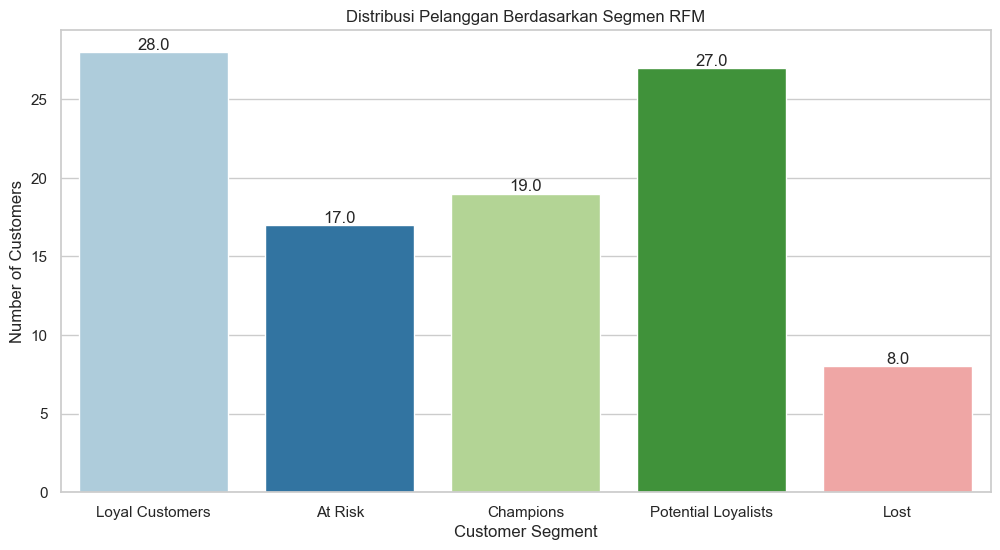 Distribusi Pelanggan Berdasarkan Segmen RFM
28.0
17.0
19.0
27.0
8.0
Number of Customers
25
20
15
10
5
0
Loyal Customers
At Risk
Champions
Potential Loyalists
Lost
Customer Segment